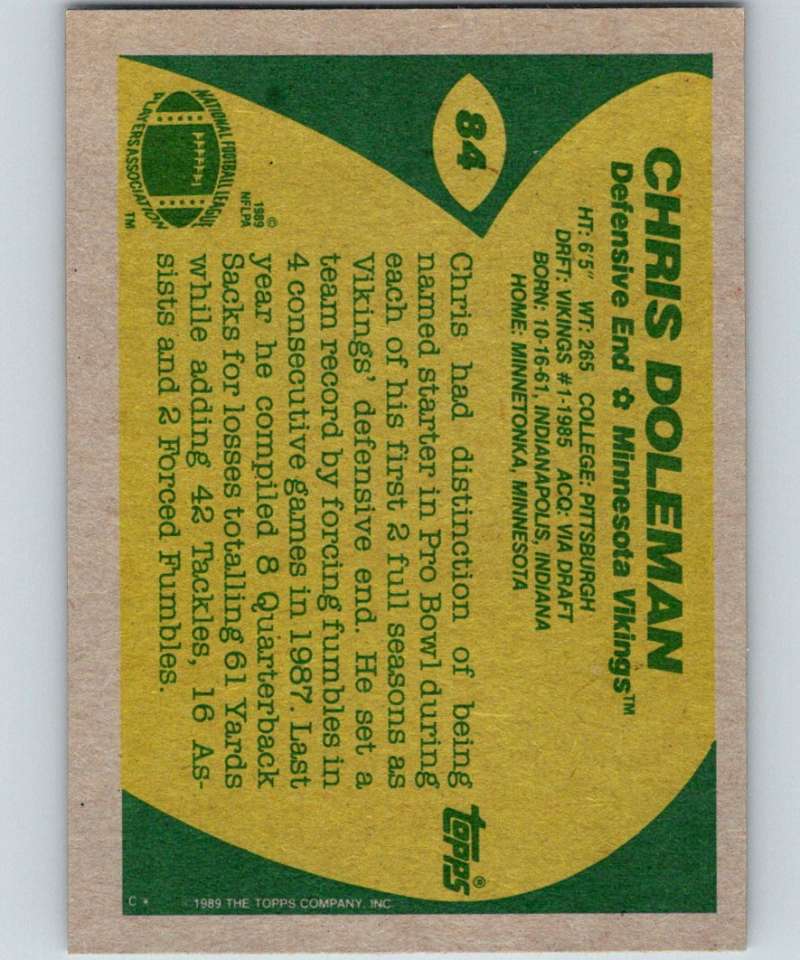 84
CHRIS DOLEMAN
Defensive End ✿ Minnesota Vikings™
HT: 6'5" WT: 265 COLLEGE: PITTSBURGH
DRFT: VIKINGS #1-1985 ACQ: VIA DRAFT
BORN: 10-16-61, INDIANAPOLIS, INDIANA
HOME: MINNETONKA, MINNESOTA
Chris had distinction of being
named starter in Pro Bowl during
each of his first 2 full seasons as
Vikings' defensive end. He set a
team record by forcing fumbles in
4 consecutive games in 1987. Last
year he compiled 8 Quarterback
Sacks for losses totalling 61 Yards
while adding 42 Tackles, 16 As-
sists and 2 Forced Fumbles.
NATIONAL FOOTBALL LEAGUE
PLAYERS ASSOCIATION
™
©
1989
NFLPA
topps®
C *
1989 THE TOPPS COMPANY, INC